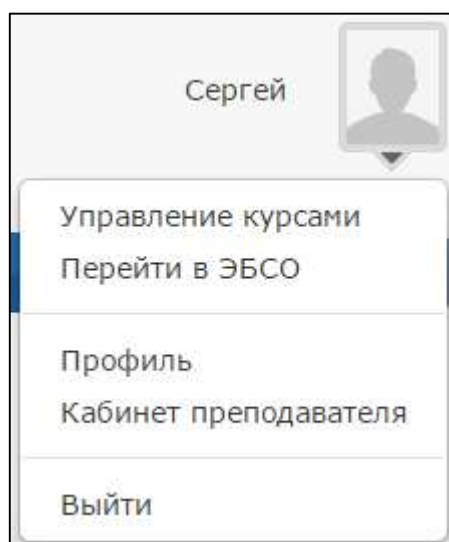 Сергей
Управление курсами
Перейти в ЭБСО
Профиль
Кабинет преподавателя
Выйти